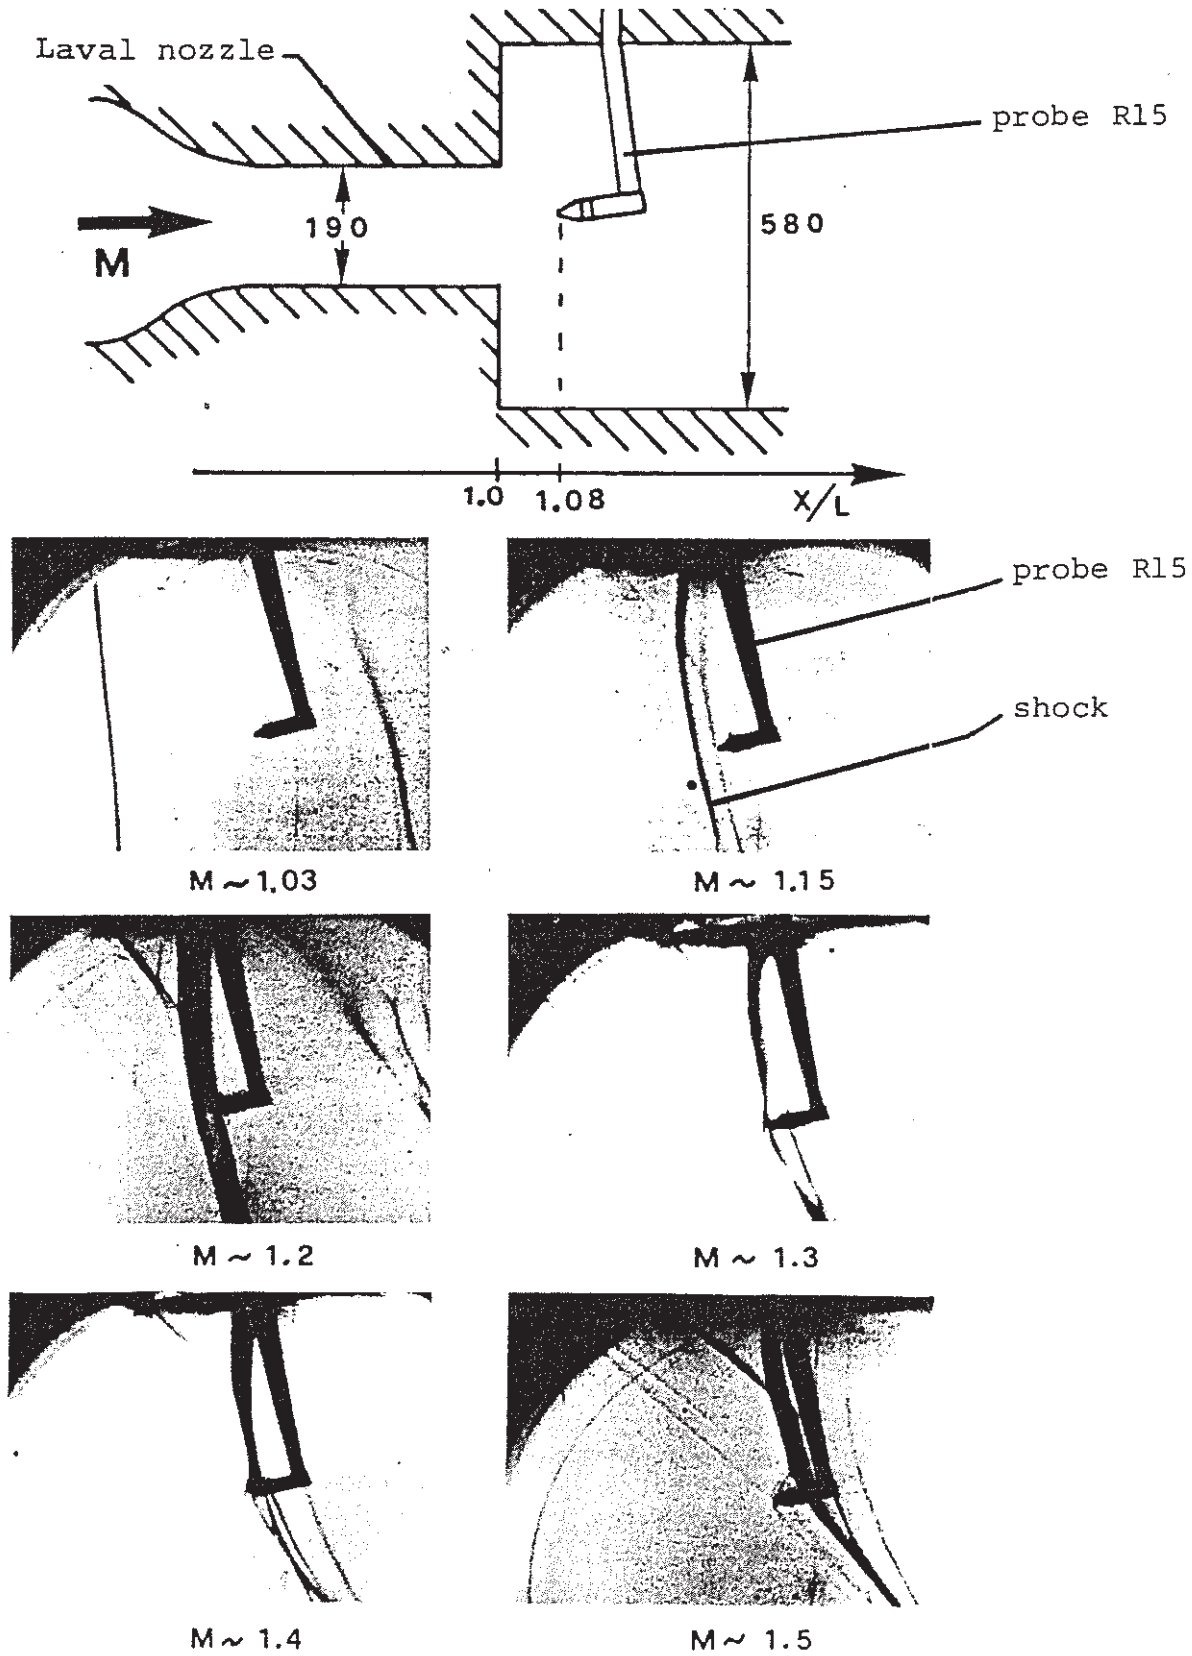 Laval nozzle
probe R15
190
580
M
1.0
1.08
X/L
probe R15
shock
M ~ 1.03
M ~ 1.15
M ~ 1.2
M ~ 1.3
M ~ 1.4
M ~ 1.5